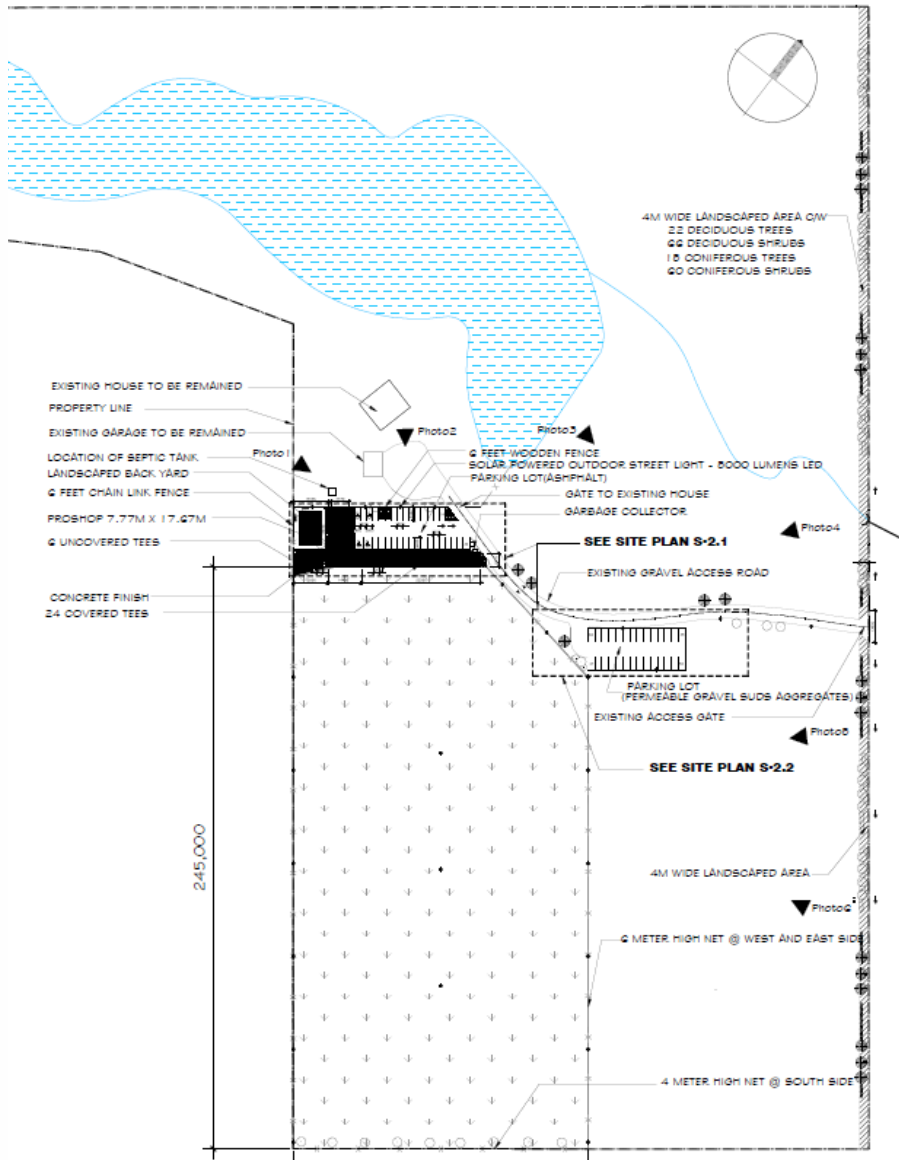 4M WIDE LANDSCAPED AREA C/W
22 DECIDUOUS TREES
66 DECIDUOUS SHRUBS
18 CONIFEROUS TREES
60 CONIFEROUS SHRUBS
EXISTING HOUSE TO BE REMAINED
PROPERTY LINE
EXISTING GARAGE TO BE REMAINED
Photo1
Photo2
Photo3
LOCATION OF SEPTIC TANK
LANDSCAPED BACK YARD
6 FEET CHAIN LINK FENCE
PROSHOP 7.77M X 17.67M
6 UNCOVERED TEES
CONCRETE FINISH
24 COVERED TEES
6 FEET WOODEN FENCE
SOLAR POWERED OUTDOOR STREET LIGHT - 8000 LUMENS LED
PARKING LOT(ASHPHALT)
GATE TO EXISTING HOUSE
GARBAGE COLLECTOR
SEE SITE PLAN S-2.1
Photo4
EXISTING GRAVEL ACCESS ROAD
PARKING LOT
(PERMEABLE GRAVEL SUDS AGGREGATES)
EXISTING ACCESS GATE
Photo5
SEE SITE PLAN S-2.2
245,000
4M WIDE LANDSCAPED AREA
Photo6
6 METER HIGH NET @ WEST AND EAST SIDE
4 METER HIGH NET @ SOUTH SIDE